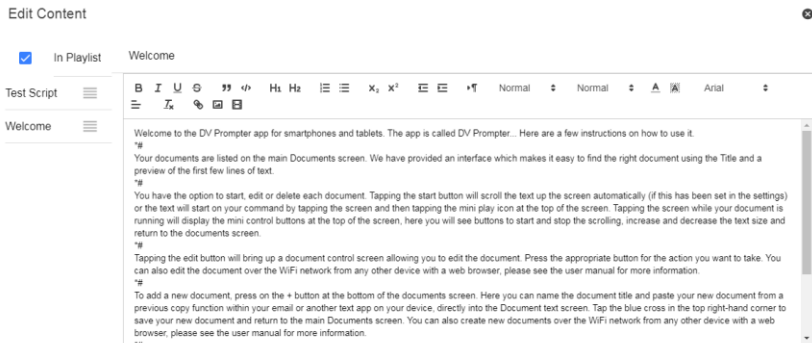 Edit Content
In Playlist
Welcome
Test Script
Welcome
B I U S ” </> H1 H2 X2 X2 ¶ Normal Normal A A Arial
Tx
Welcome to the DV Prompter app for smartphones and tablets. The app is called DV Prompter... Here are a few instructions on how to use it.
*#
Your documents are listed on the main Documents screen. We have provided an interface which makes it easy to find the right document using the Title and a
preview of the first few lines of text.
*#
You have the option to start, edit or delete each document. Tapping the start button will scroll the text up the screen automatically (if this has been set in the settings)
or the text will start on your command by tapping the screen and then tapping the mini play icon at the top of the screen. Tapping the screen while your document is
running will display the mini control buttons at the top of the screen, here you will see buttons to start and stop the scrolling, increase and decrease the text size and
return to the documents screen.
*#
Tapping the edit button will bring up a document control screen allowing you to edit the document. Press the appropriate button for the action you want to take. You
can also edit the document over the WiFi network from any other device with a web browser, please see the user manual for more information.
*#
To add a new document, press on the + button at the bottom of the documents screen. Here you can name the document title and paste your new document from a
previous copy function within your email or another text app on your device, directly into the Document text screen. Tap the blue cross in the top right-hand corner to
save your new document and return to the main Documents screen. You can also create new documents over the WiFi network from any other device with a web
browser, please see the user manual for more information.